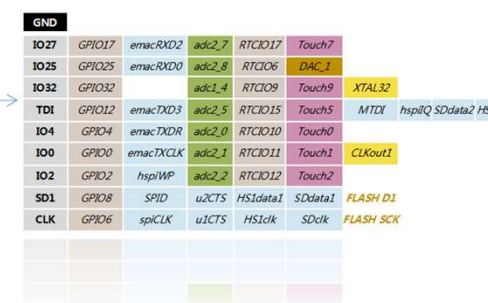 GND
IO27 GPIO17 emacRXD2 adc2_7 RTCIO17 Touch7
IO25 GPIO25 emacRXD0 adc2_8 RTCIO6 DAC_1
IO32 GPIO32 adc1_4 RTCIO9 Touch9 XTAL32
TDI GPIO12 emacTXD3 adc2_5 RTCIO15 Touch5 MTDI hspiIQ SDdata2 HS
IO4 GPIO4 emacTXDR adc2_0 RTCIO10 Touch0
IO0 GPIO0 emacTXCLK adc2_1 RTCIO11 Touch1 CLKout1
IO2 GPIO2 hspiWP adc2_2 RTCIO12 Touch2
SD1 GPIO8 SPID u2CTS HS1data1 SDdata1 FLASH D1
CLK GPIO6 spiCLK u1CTS HS1clk SDclk FLASH SCK